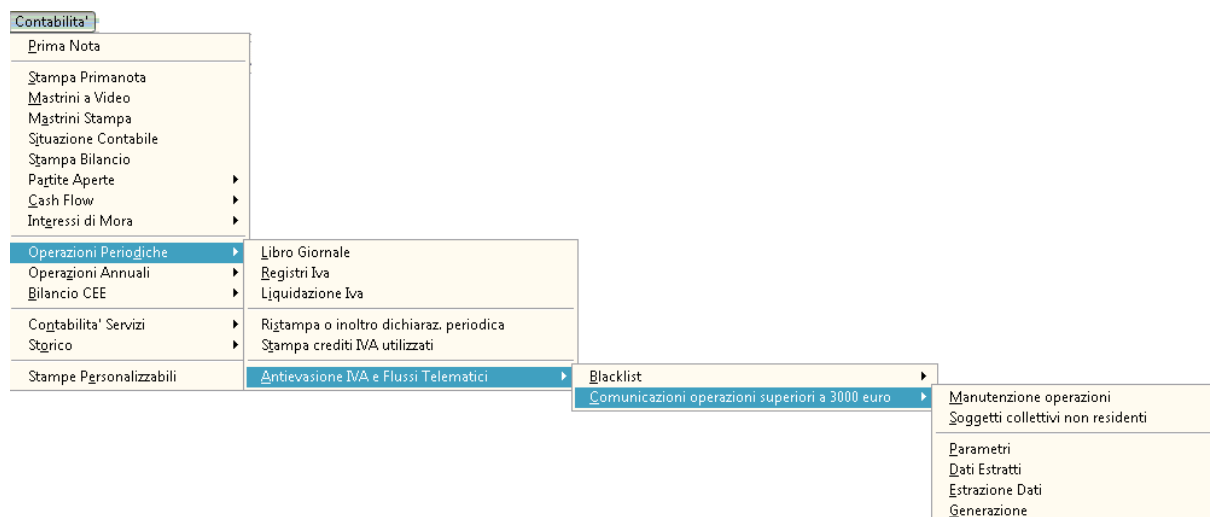 Contabilita'
Prima Nota
Stampa Primanota
Mastrini a Video
Mastrini Stampa
Situazione Contabile
Stampa Bilancio
Partite Aperte
Cash Flow
Interessi di Mora
Operazioni Periodiche
Operazioni Annuali
Bilancio CEE
Contabilita' Servizi
Storico
Stampe Personalizzabili
Libro Giornale
Registri Iva
Liquidazione Iva
Ristampa o inoltro dichiaraz. periodica
Stampa crediti IVA utilizzati
Antievasione IVA e Flussi Telematici
Blacklist
Comunicazioni operazioni superiori a 3000 euro
Manutenzione operazioni
Soggetti collettivi non residenti
Parametri
Dati Estratti
Estrazione Dati
Generazione